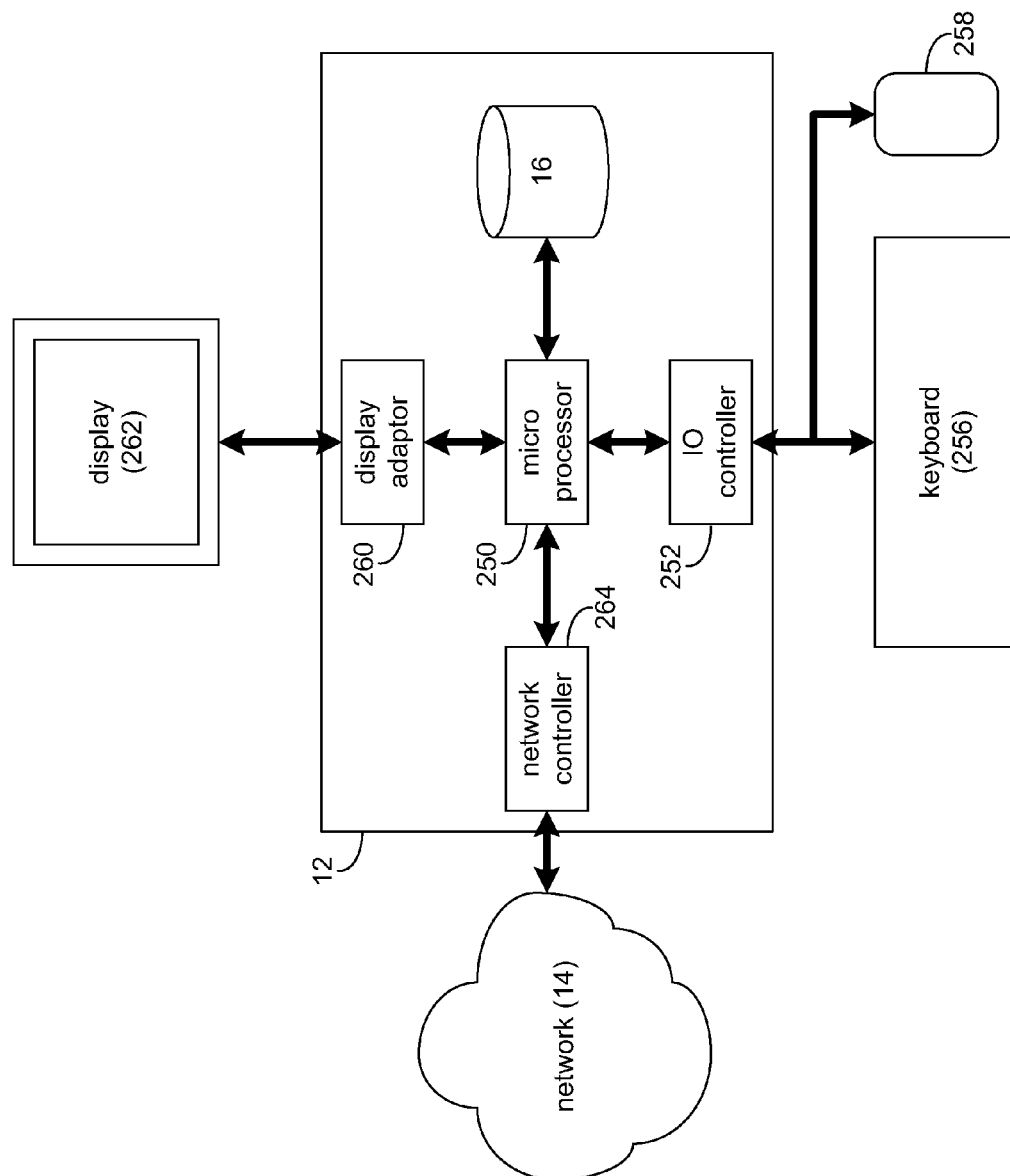 display
(262)
display
adaptor
260
micro
processor
250
16
IO
controller
252
network
controller
264
12
network (14)
keyboard
(256)
258